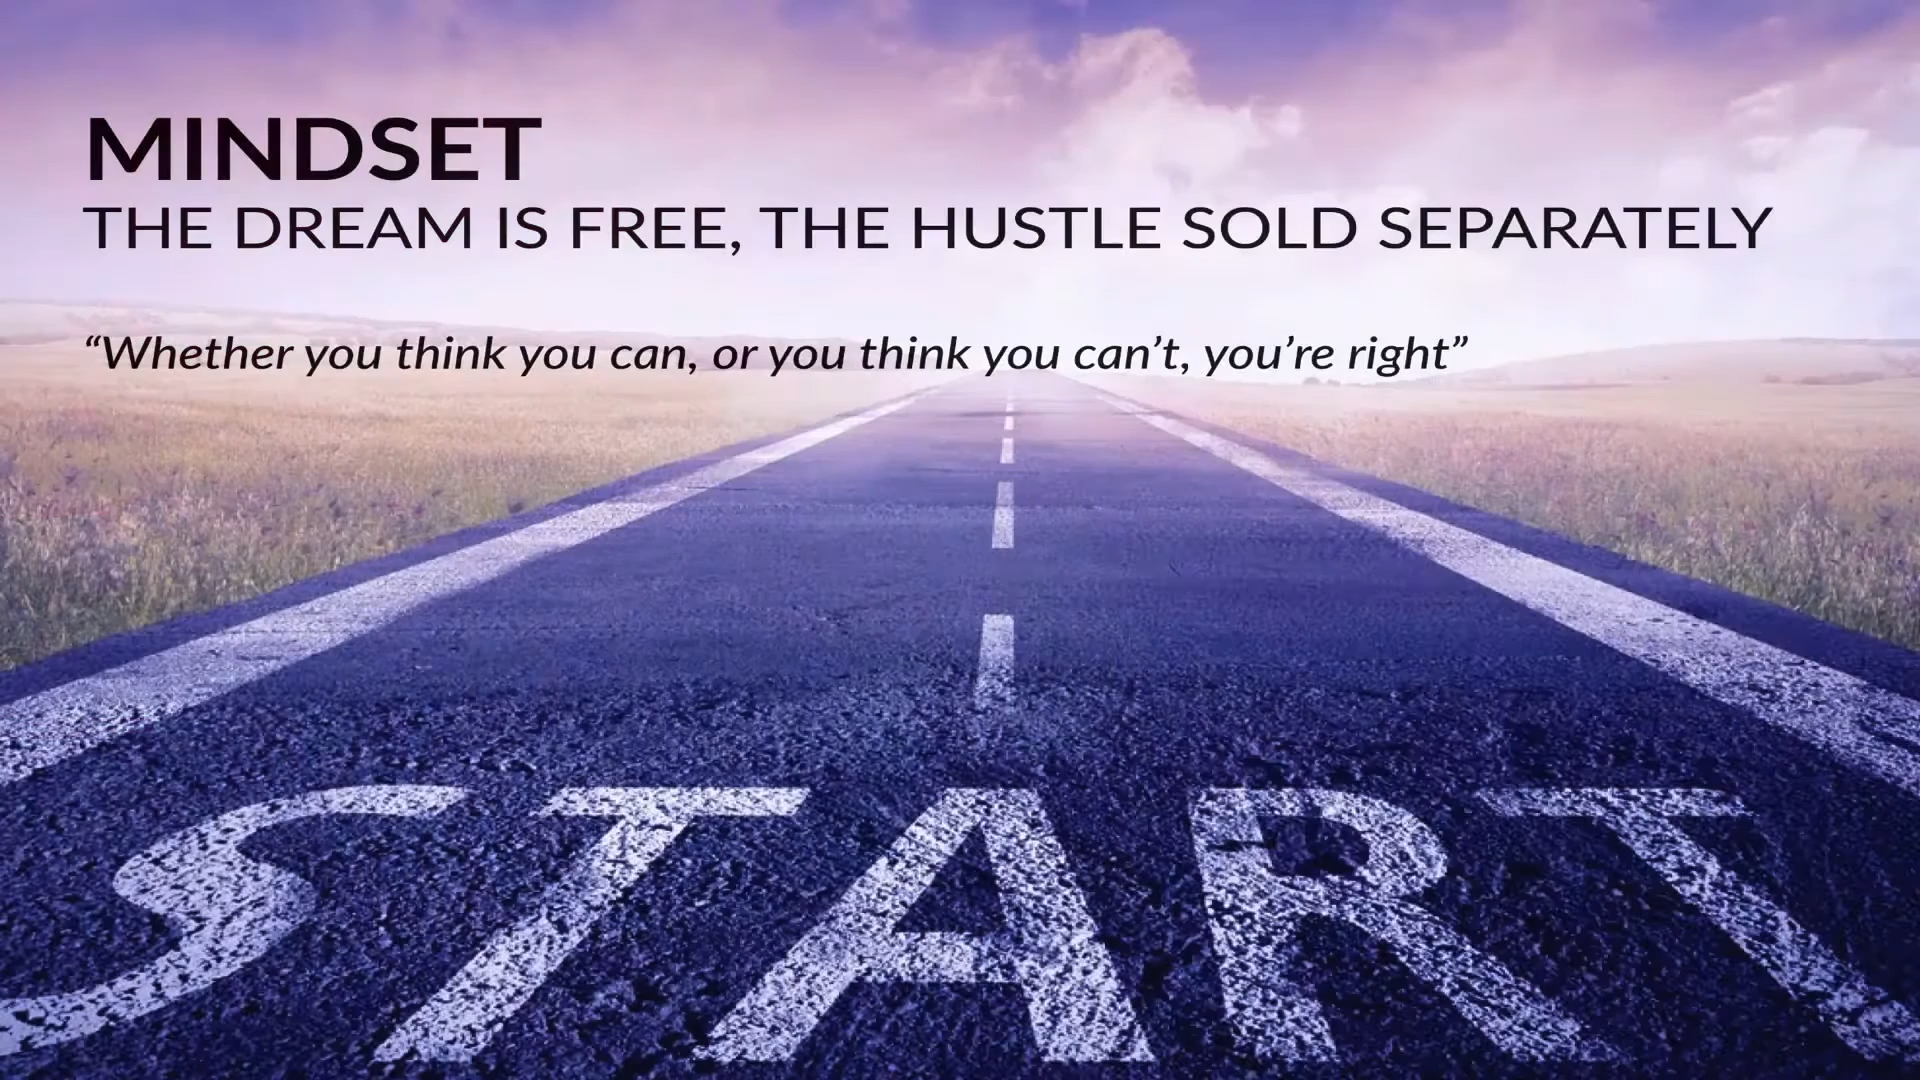 MINDSET
THE DREAM IS FREE, THE HUSTLE SOLD SEPARATELY
“Whether you think you can, or you think you can’t, you’re right”
START